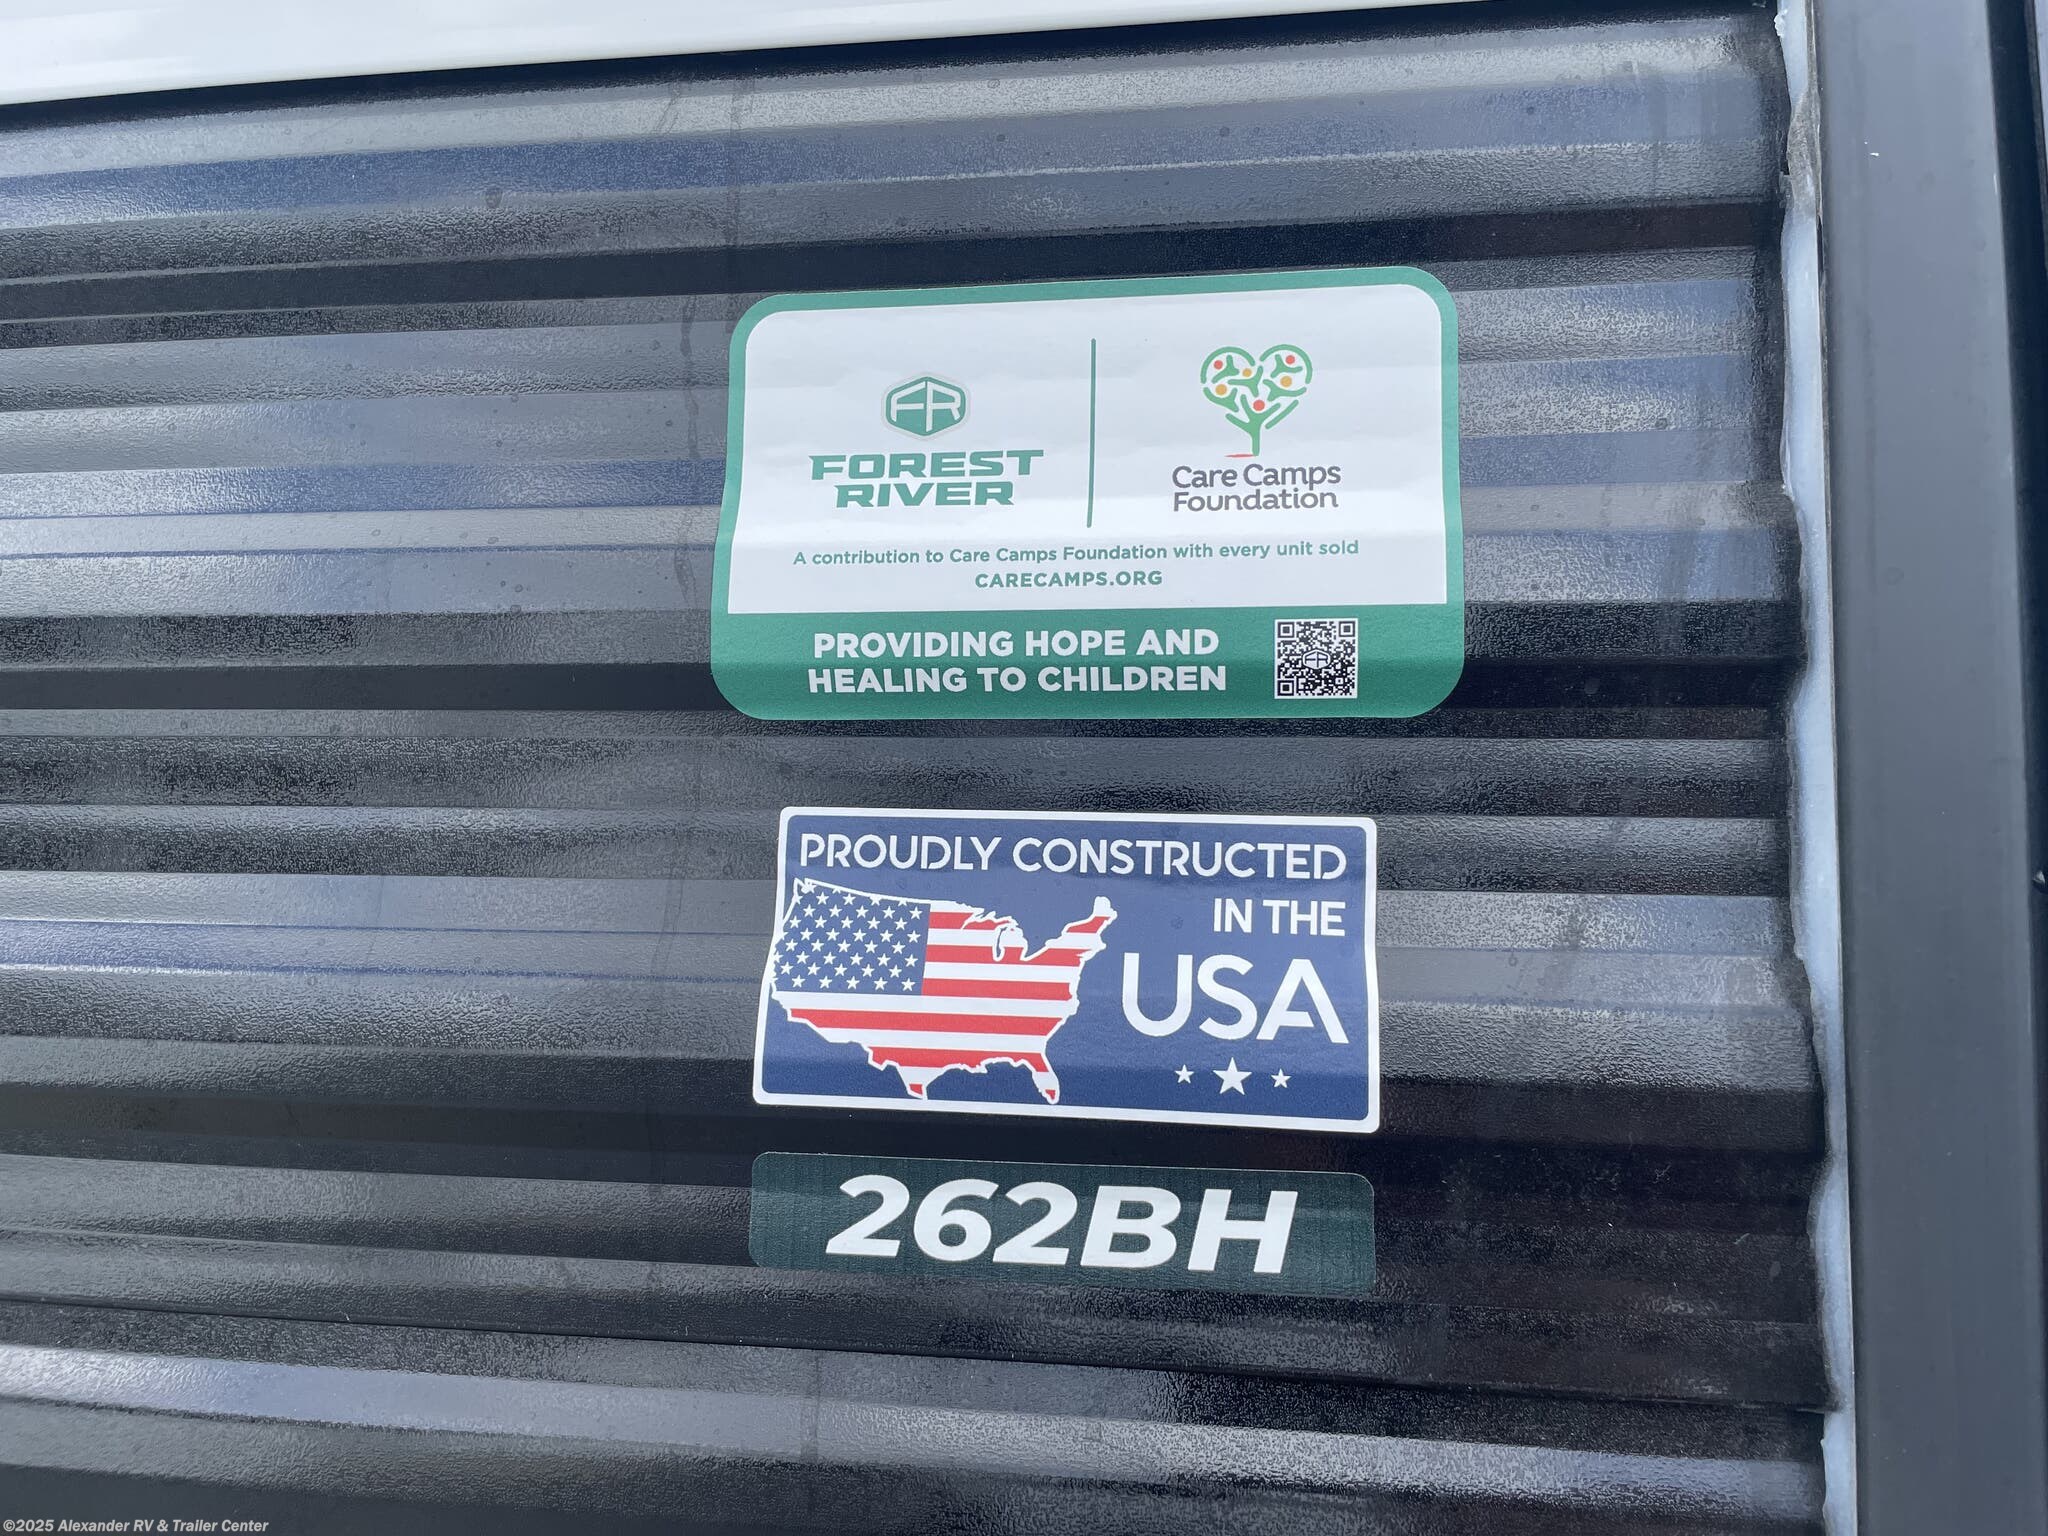 FR
FOREST
RIVER
Care Camps
Foundation
A contribution to Care Camps Foundation with every unit sold
CARECAMPS.ORG
PROVIDING HOPE AND
HEALING TO CHILDREN
FR
PROUDLY CONSTRUCTED
IN THE
USA
262BH
©2025 Alexander RV & Trailer Center